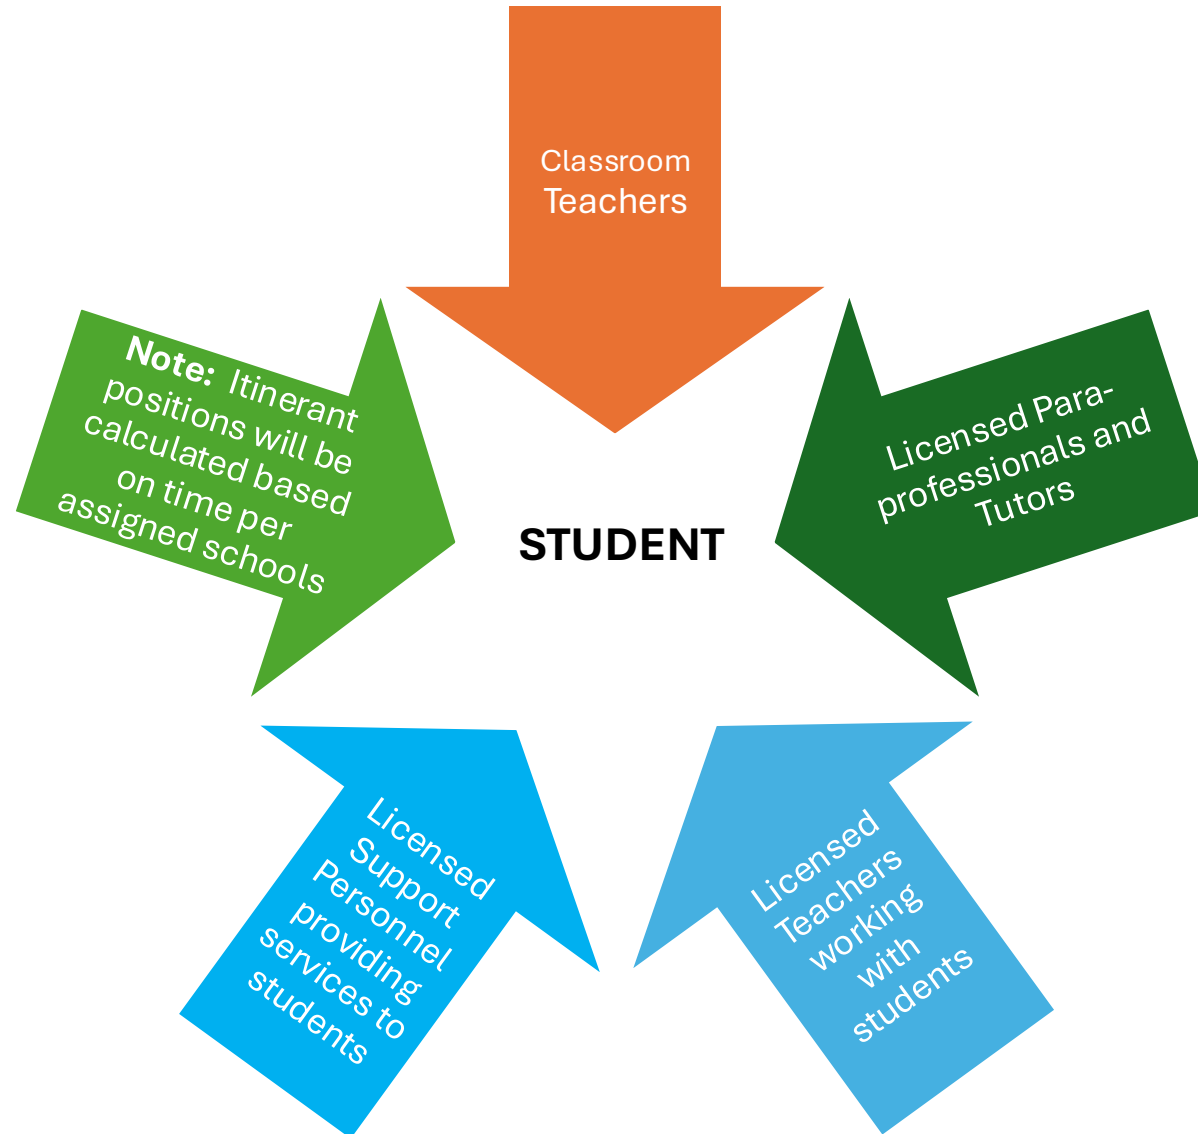 Classroom
Teachers
Note: Itinerant
positions will be
calculated based
on time per
assigned schools
Licensed Para-
professionals and
Tutors
STUDENT
Licensed
Support
Personnel
providing
services to
students
Licensed
Teachers
working
with
students